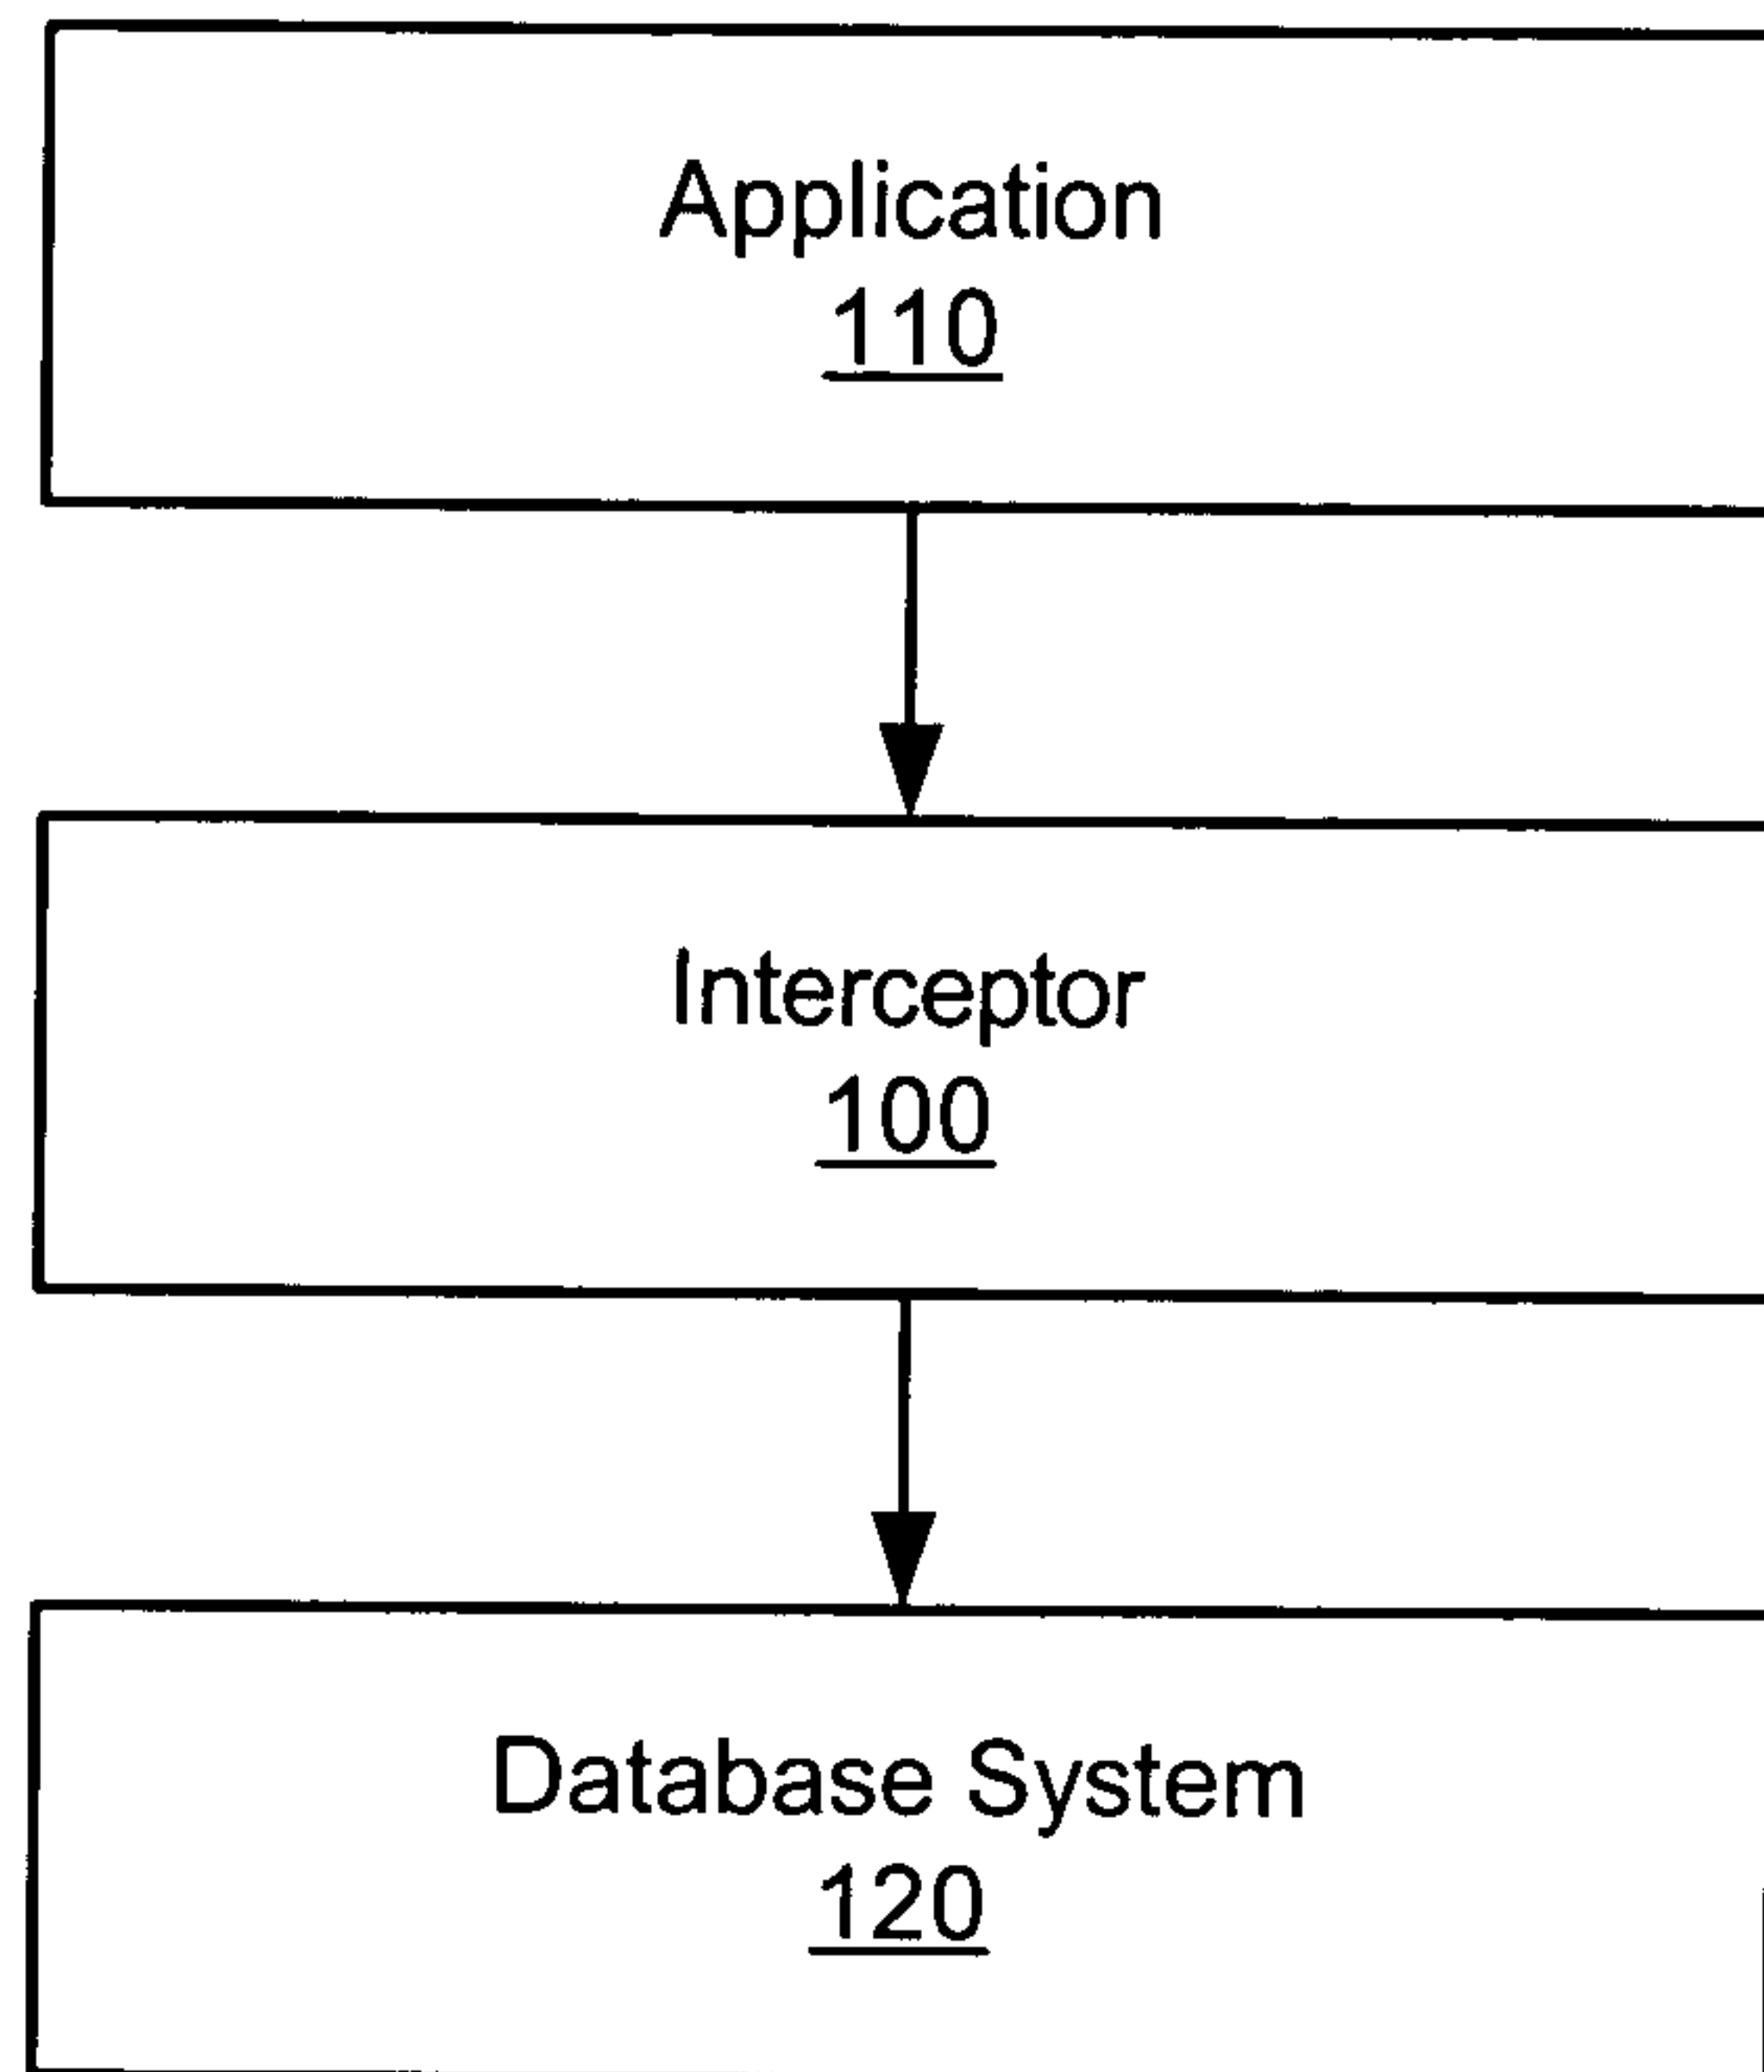 Application
110
Interceptor
100
Database System
120